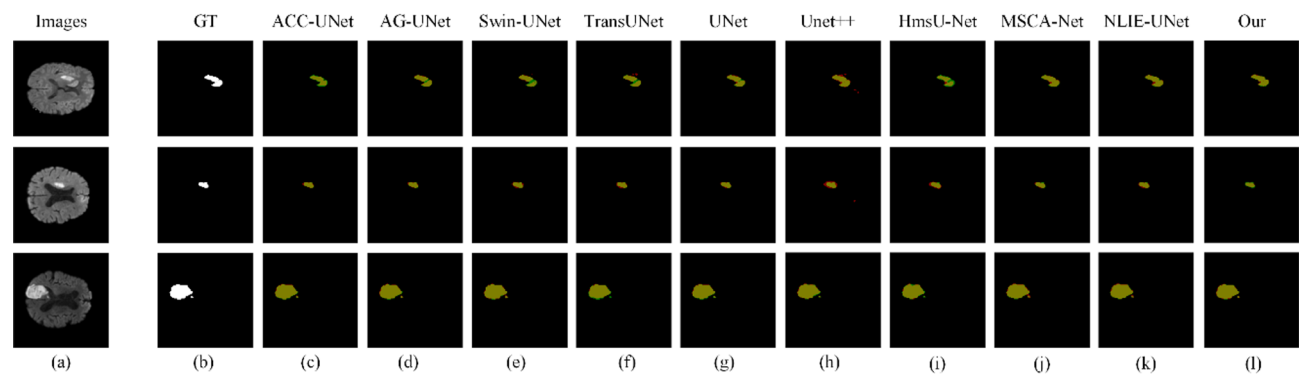 Images GT ACC-UNet AG-UNet Swin-UNet TransUNet UNet Unet++ HmsU-Net MSCA-Net NLIE-UNet Our
(a) (b) (c) (d) (e) (f) (g) (h) (i) (j) (k) (l)